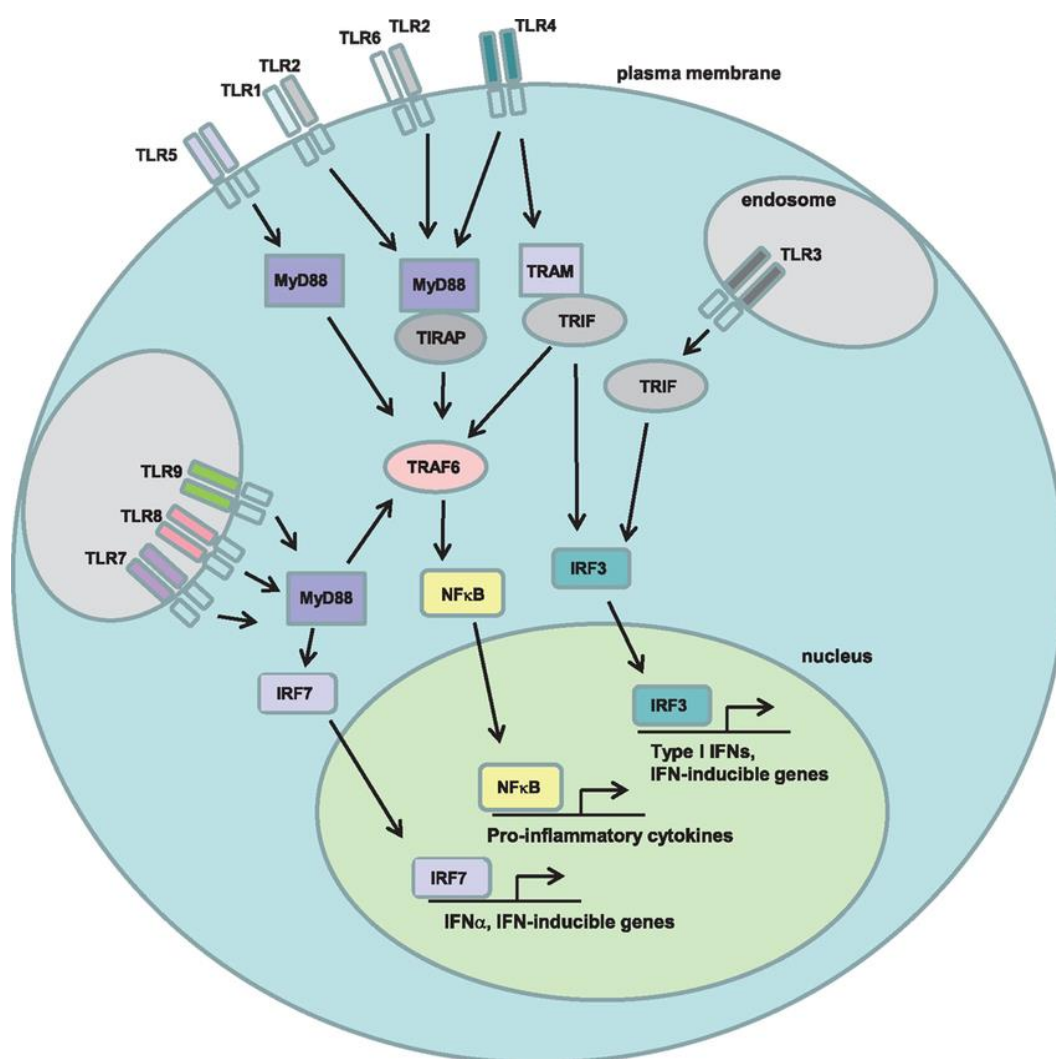 TLR4
TLR2
TLR6
TLR2
TLR1
plasma membrane
TLR5
endosome
TLR3
MyD88
MyD88
TRAM
TIRAP
TRIF
TRIF
TRAF6
TLR9
TLR8
TLR7
MyD88
NFκB
IRF3
nucleus
IRF7
IRF3
Type I IFNs,
IFN-inducible genes
NFκB
Pro-inflammatory cytokines
IRF7
IFNα, IFN-inducible genes